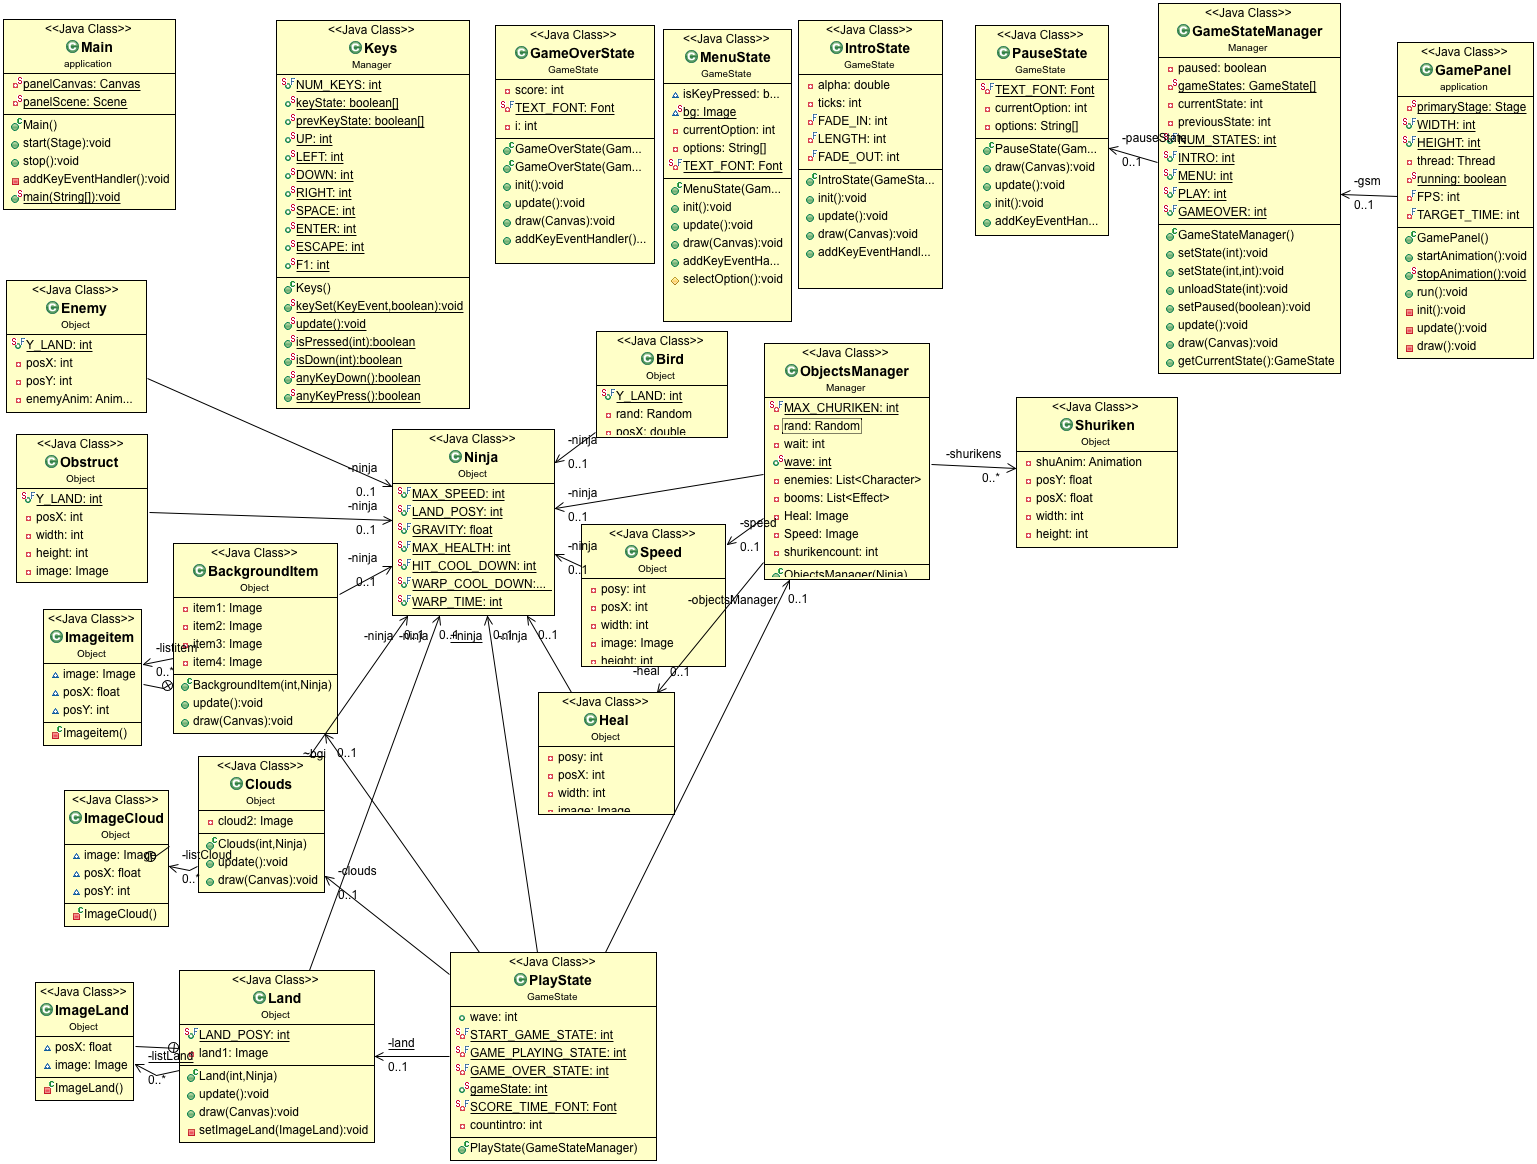 <<Java Class>>
Main
application
panelCanvas: Canvas
panelScene: Scene
Main()
start(Stage):void
stop():void
addKeyEventHandler():void
main(String[]):void
<<Java Class>>
Keys
Manager
NUM_KEYS: int
keyState: boolean[]
prevKeyState: boolean[]
UP: int
LEFT: int
DOWN: int
RIGHT: int
SPACE: int
ENTER: int
ESCAPE: int
F1: int
Keys()
keySet(KeyEvent,boolean):void
update():void
isPressed(int):boolean
isDown(int):boolean
anyKeyDown():boolean
anyKeyPress():boolean
<<Java Class>>
GameOverState
GameState
score: int
TEXT_FONT: Font
i: int
GameOverState(Gam...
GameOverState(Gam...
init():void
update():void
draw(Canvas):void
addKeyEventHandler()...
<<Java Class>>
MenuState
GameState
isKeyPressed: b...
bg: Image
currentOption: int
options: String[]
TEXT_FONT: Font
MenuState(Gam...
init():void
update():void
draw(Canvas):void
addKeyEventHa...
selectOption():void
<<Java Class>>
IntroState
GameState
alpha: double
ticks: int
FADE_IN: int
LENGTH: int
FADE_OUT: int
IntroState(GameSta...
init():void
update():void
draw(Canvas):void
addKeyEventHandl...
<<Java Class>>
PauseState
GameState
TEXT_FONT: Font
currentOption: int
options: String[]
PauseState(Gam...
draw(Canvas):void
update():void
init():void
addKeyEventHan...
-pauseState
0..1
<<Java Class>>
GameStateManager
Manager
paused: boolean
gameStates: GameState[]
currentState: int
previousState: int
NUM_STATES: int
INTRO: int
MENU: int
PLAY: int
GAMEOVER: int
GameStateManager()
setState(int):void
setState(int,int):void
unloadState(int):void
setPaused(boolean):void
update():void
draw(Canvas):void
getCurrentState():GameState
-gsm
0..1
<<Java Class>>
GamePanel
application
primaryStage: Stage
WIDTH: int
HEIGHT: int
thread: Thread
running: boolean
FPS: int
TARGET_TIME: int
GamePanel()
startAnimation():void
stopAnimation():void
run():void
init():void
update():void
draw():void
<<Java Class>>
Enemy
Object
Y_LAND: int
posX: int
posY: int
enemyAnim: Anim...
-ninja
0..1
<<Java Class>>
Obstruct
Object
Y_LAND: int
posX: int
width: int
height: int
image: Image
-ninja
0..1
<<Java Class>>
Ninja
Object
MAX_SPEED: int
LAND_POSY: int
GRAVITY: float
MAX_HEALTH: int
HIT_COOL_DOWN: int
WARP_COOL_DOWN:...
WARP_TIME: int
<<Java Class>>
Bird
Object
Y_LAND: int
rand: Random
posX: double
-ninja
0..1
<<Java Class>>
ObjectsManager
Manager
MAX_CHURIKEN: int
rand: Random
wait: int
wave: int
enemies: List<Character>
booms: List<Effect>
Heal: Image
Speed: Image
shurikencount: int
ObjectsManager(Ninja)
-ninja
0..1
-shurikens
0..*
<<Java Class>>
Shuriken
Object
shuAnim: Animation
posY: float
posX: float
width: int
height: int
-speed
0..1
<<Java Class>>
Speed
Object
posy: int
posX: int
width: int
image: Image
height: int
-ninja
0..1
-objectsManager
0..1
-heal
0..1
<<Java Class>>
BackgroundItem
Object
item1: Image
item2: Image
item3: Image
item4: Image
BackgroundItem(int,Ninja)
update():void
draw(Canvas):void
-ninja
0..1
<<Java Class>>
Imageitem
Object
image: Image
posX: float
posY: int
Imageitem()
-listitem
0..*
-ninja
0..1
-ninja
0..1
-ninja
0..1
-ninja
0..1
<<Java Class>>
Heal
Object
posy: int
posX: int
width: int
image: Image
~bgi
0..1
<<Java Class>>
Clouds
Object
cloud2: Image
Clouds(int,Ninja)
update():void
draw(Canvas):void
<<Java Class>>
ImageCloud
Object
image: Image
posX: float
posY: int
ImageCloud()
-listCloud
0..*
-clouds
0..1
<<Java Class>>
Land
Object
LAND_POSY: int
land1: Image
Land(int,Ninja)
update():void
draw(Canvas):void
setImageLand(ImageLand):void
<<Java Class>>
ImageLand
Object
posX: float
image: Image
ImageLand()
-listLand
0..*
-land
0..1
<<Java Class>>
PlayState
GameState
wave: int
START_GAME_STATE: int
GAME_PLAYING_STATE: int
GAME_OVER_STATE: int
gameState: int
SCORE_TIME_FONT: Font
countintro: int
PlayState(GameStateManager)